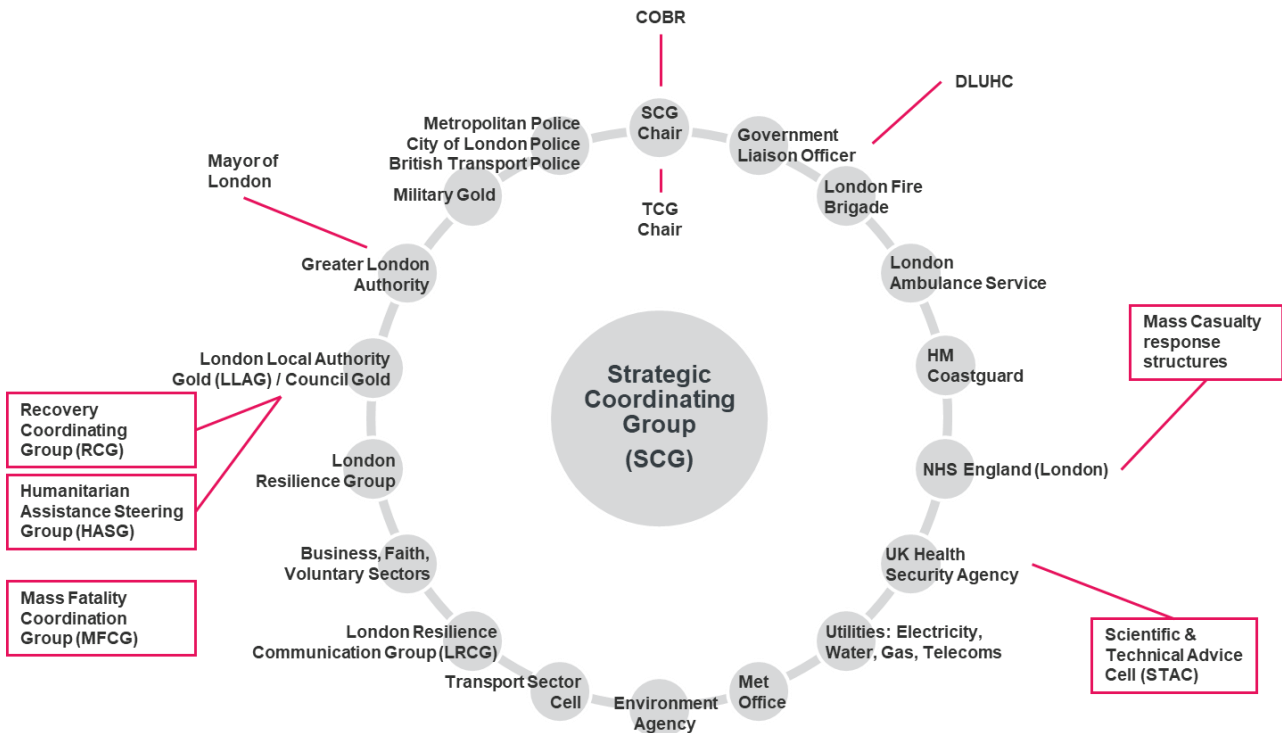 COBR
DLUHC
SCG
Chair
Metropolitan Police
City of London Police
British Transport Police
Government
Liaison Officer
Mayor of
London
Military Gold
TCG
Chair
London Fire
Brigade
Greater London
Authority
London
Ambulance Service
Mass Casualty
response
structures
London Local Authority
Gold (LLAG) / Council Gold
Strategic
Coordinating
Group
(SCG)
HM
Coastguard
Recovery
Coordinating
Group (RCG)
London
Resilience Group
NHS England (London)
Humanitarian
Assistance Steering
Group (HASG)
Business, Faith,
Voluntary Sectors
UK Health
Security Agency
Mass Fatality
Coordination
Group (MFCG)
London Resilience
Communication Group (LRCG)
Utilities: Electricity,
Water, Gas, Telecoms
Scientific &
Technical Advice
Cell (STAC)
Transport Sector
Cell
Environment
Agency
Met
Office